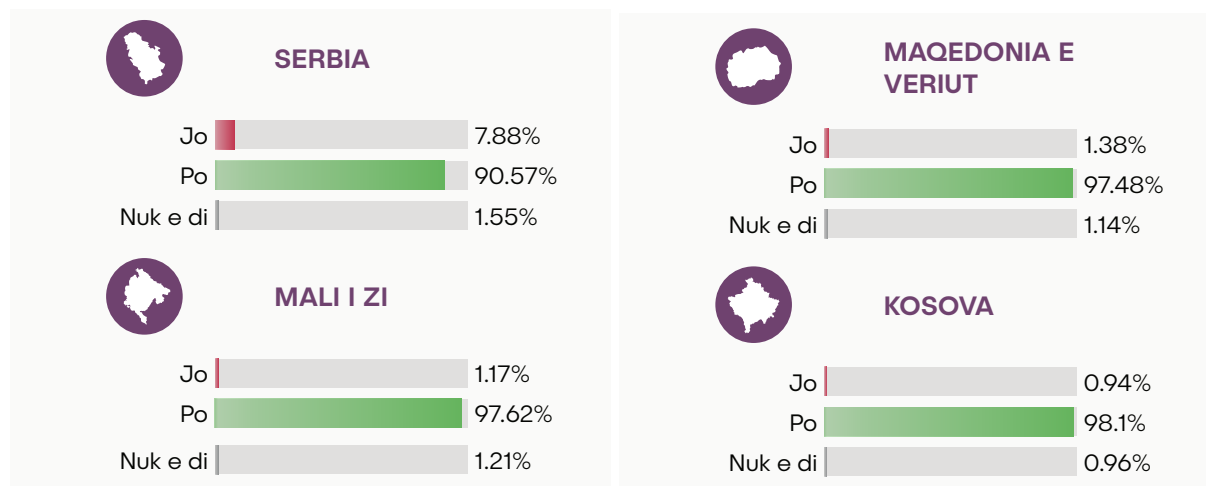 SERBIA
Jo 7.88%
Po 90.57%
Nuk e di 1.55%
MALI I ZI
Jo 1.17%
Po 97.62%
Nuk e di 1.21%
MAQEDONIA E
VERIUT
Jo 1.38%
Po 97.48%
Nuk e di 1.14%
KOSOVA
Jo 0.94%
Po 98.1%
Nuk e di 0.96%